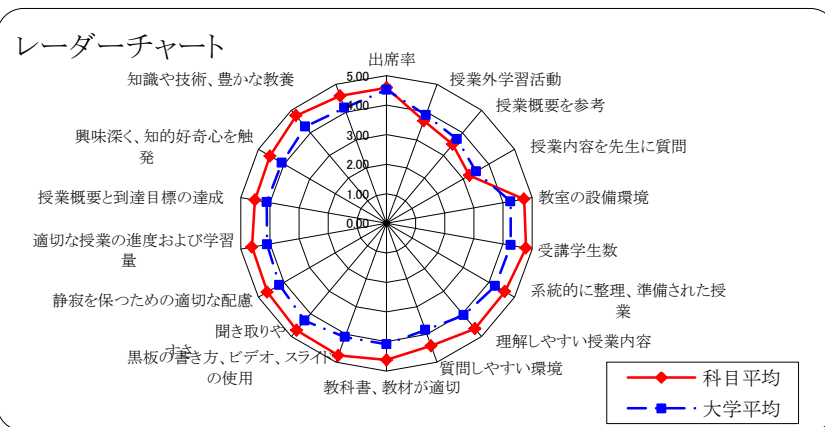 レーダーチャート
出席率
授業外学習活動
授業概要を参考
授業内容を先生に質問
教室の設備環境
受講学生数
系統的に整理、準備された授
業
理解しやすい授業内容
質問しやすい環境
教科書、教材が適切
黒板の書き方、ビデオ、スライド
の使用
聞き取りや
すさ
静寂を保つための適切な配慮
適切な授業の進度および学習
量
授業概要と到達目標の達成
興味深く、知的好奇心を触
発
知識や技術、豊かな教養
5.00
4.00
3.00
2.00
1.00
0.00
科目平均
大学平均